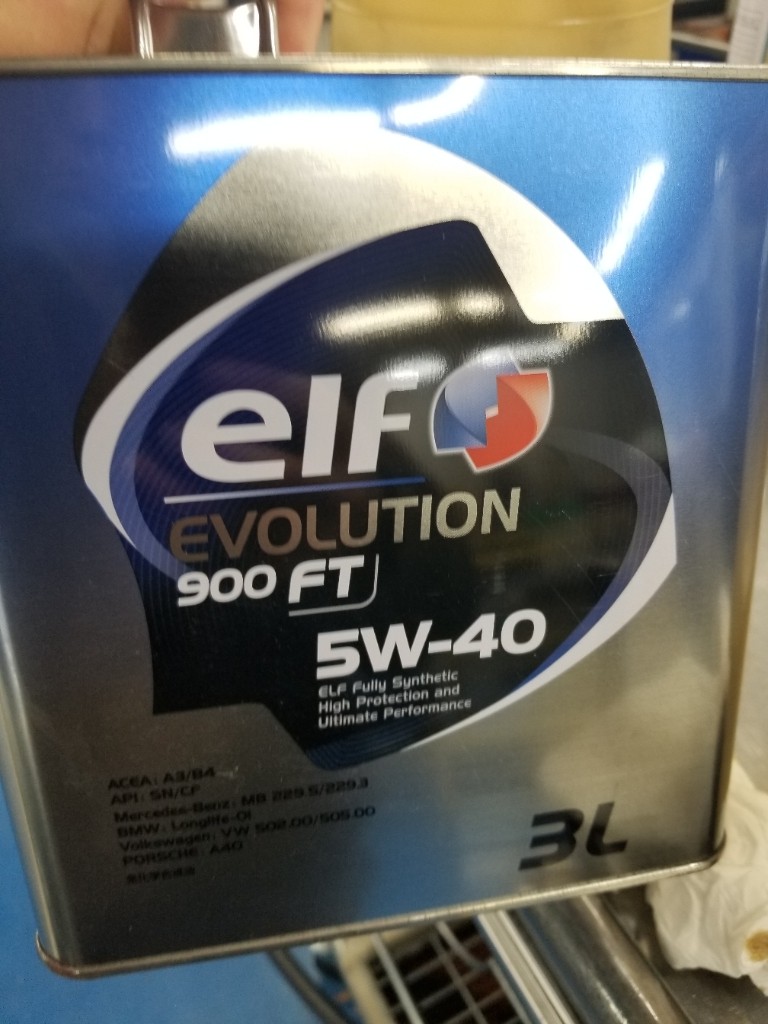 elf
EVOLUTION
900 FT
5W-40
ELF Fully Synthetic
High Protection and
Ultimate Performance
ACEA: A3/B4
API: SN/CF
Mercedes-Benz: MB 229.5/229.3
BMW: Longlife-01
Volkswagen: VW 502.00/505.00
PORSCHE: A40
3L